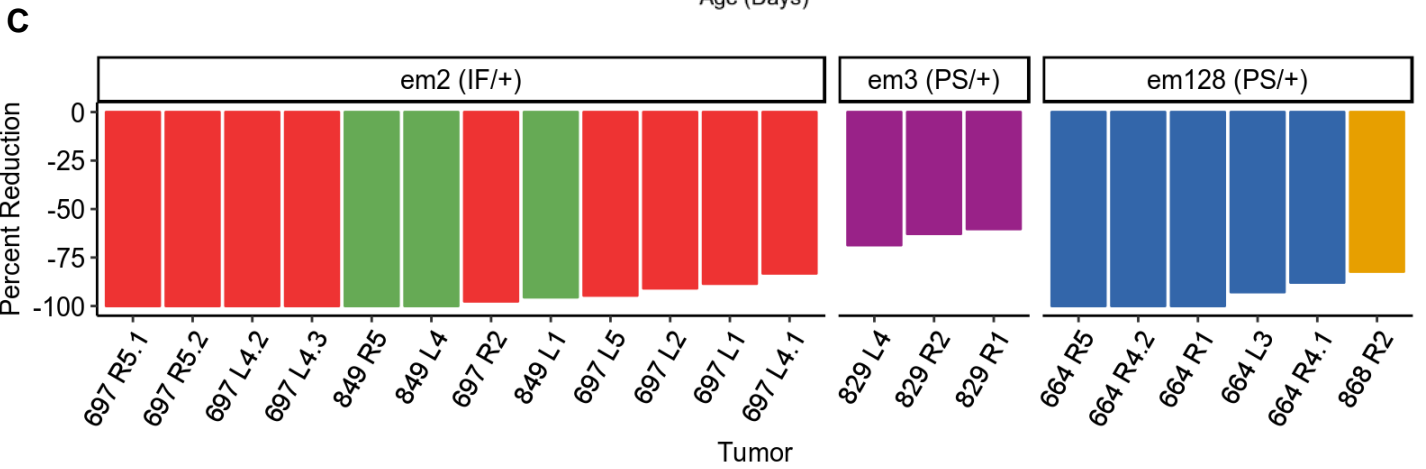 Age (Days)
C
em2 (IF/+) em3 (PS/+) em128 (PS/+)
Percent Reduction
0
-25
-50
-75
-100
697 R5.1 697 R5.2 697 L4.2 697 L4.3 849 R5 849 L4 697 R2 849 L1 697 L5 697 L2 697 L1 697 L4.1 829 L4 829 R2 829 R1 664 R5 664 R4.2 664 R1 664 L3 664 R4.1 868 R2
Tumor